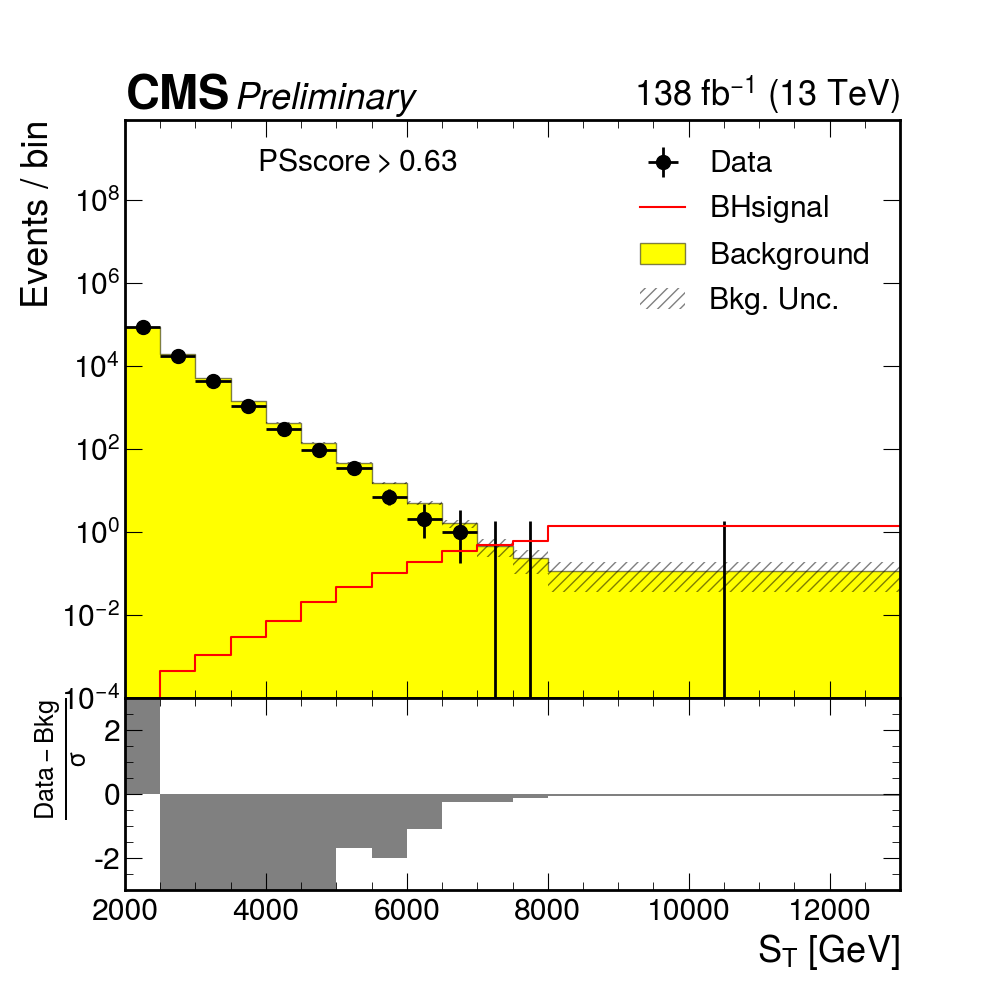 CMS Preliminary 138 fb⁻¹ (13 TeV)
Events / bin
PSscore > 0.63
Data
BHsignal
Background
Bkg. Unc.
10⁸
10⁶
10⁴
10²
10⁰
10⁻²
10⁻⁴
Data – Bkg
σ
2
0
-2
2000 4000 6000 8000 10000 12000
S_T [GeV]